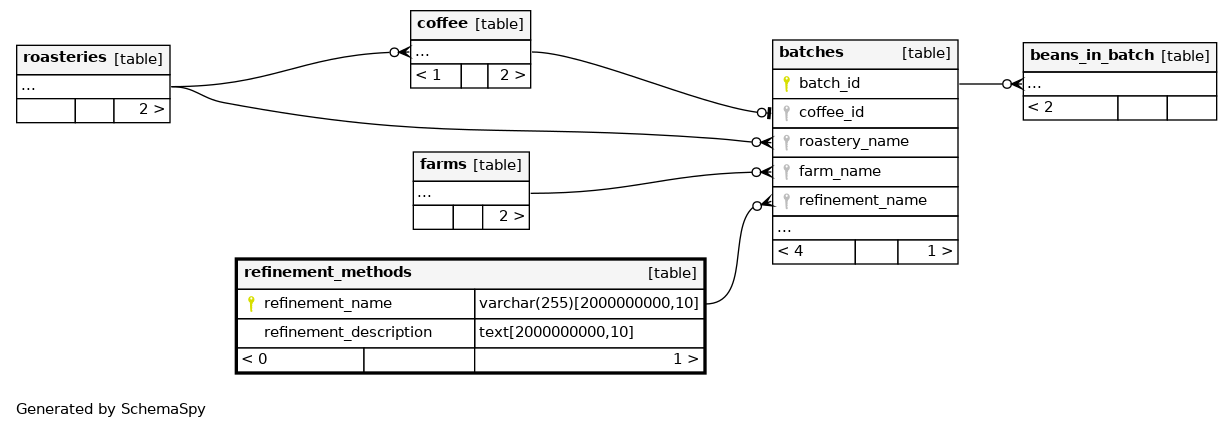 roasteries [table]
...
2 >
coffee [table]
...
< 1 2 >
farms [table]
...
2 >
refinement_methods [table]
refinement_name varchar(255)[2000000000,10]
refinement_description text[2000000000,10]
< 0 1 >
batches [table]
batch_id
coffee_id
roastery_name
farm_name
refinement_name
...
< 4 1 >
beans_in_batch [table]
...
< 2
Generated by SchemaSpy